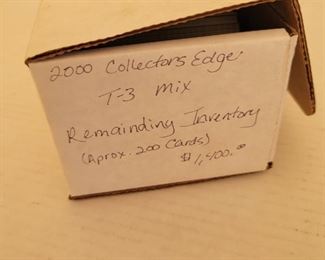 2000 Collectors Edge
T-3 Mix
Remainding Inventory
(Aprox. 200 Cards)
$1,400.00